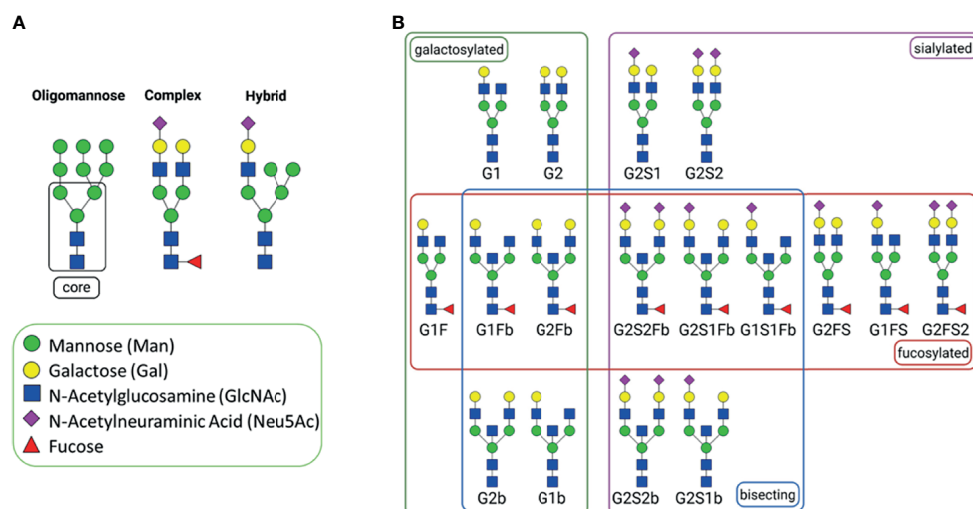 A
B
Oligomannose
Complex
Hybrid
core
Mannose (Man)
Galactose (Gal)
N-Acetylglucosamine (GlcNAc)
N-Acetylneuraminic Acid (Neu5Ac)
Fucose
galactosylated
sialylated
G1
G2
G2S1
G2S2
G1F
G1Fb
G2Fb
G2S2Fb
G2S1Fb
G1S1Fb
G2FS
G1FS
G2FS2
fucosylated
G2b
G1b
G2S2b
G2S1b
bisecting